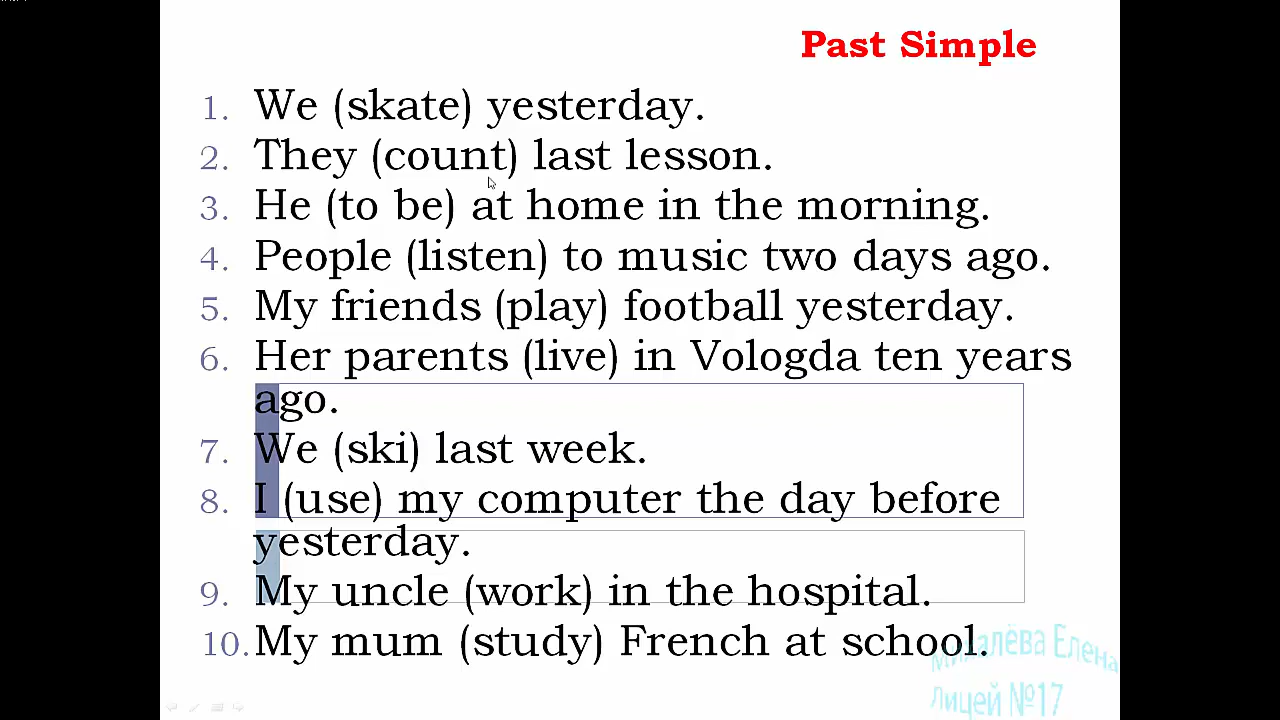 Past Simple
1. We (skate) yesterday.
2. They (count) last lesson.
3. He (to be) at home in the morning.
4. People (listen) to music two days ago.
5. My friends (play) football yesterday.
6. Her parents (live) in Vologda ten years
ago.
7. We (ski) last week.
8. I (use) my computer the day before
yesterday.
9. My uncle (work) in the hospital.
10. My mum (study) French at school.
Михалёва Елена
Лицей №17